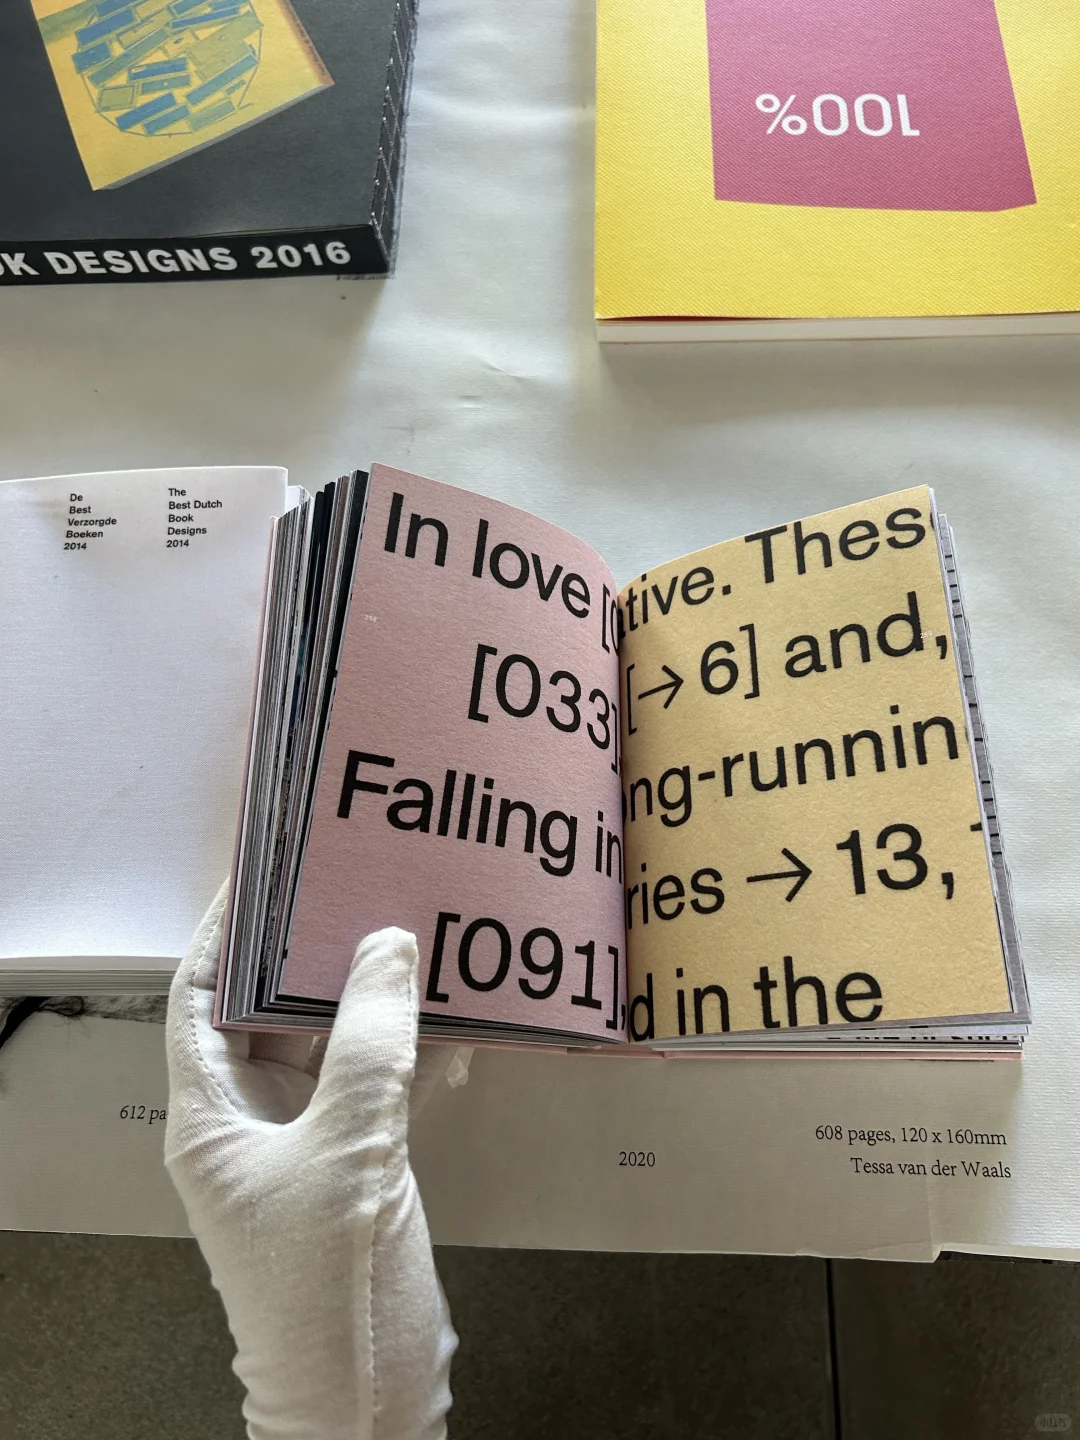 DESIGNS 2016
100%
De
Best
Verzorgde
Boeken
2014
The
Best Dutch
Book
Designs
2014
In love [
[033]
Falling in
[091],
ative. Thes
[→ 6] and,
ng-runnin
ries → 13,
d in the
612 pa
2020
608 pages, 120 x 160mm
Tessa van der Waals